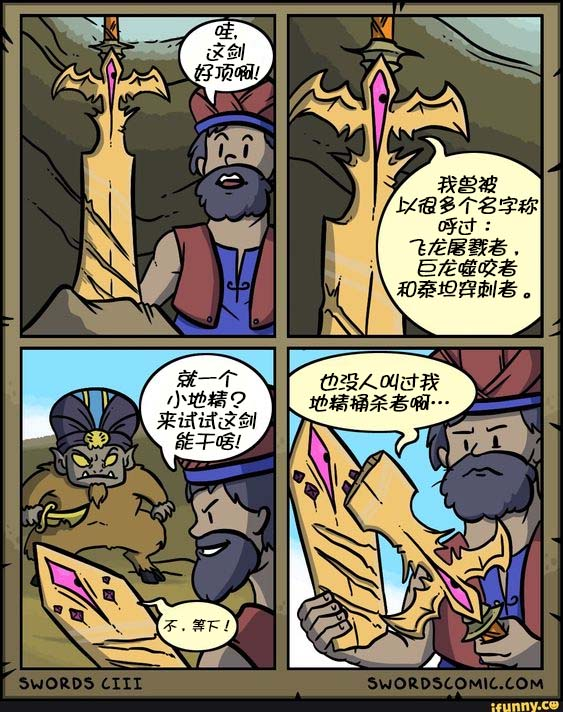 哇,
这剑
好顶啊!
我曾被
以很多个名字称
呼过：
飞龙屠戮者，
巨龙噬咬者
和泰坦穿刺者。
就一个
小地精？
来试试这剑
能干啥!
不，等下!
也没人叫过我
地精捅杀者啊…
SWORDS CIII
SWORDSCOMIC.COM
ifunny.co